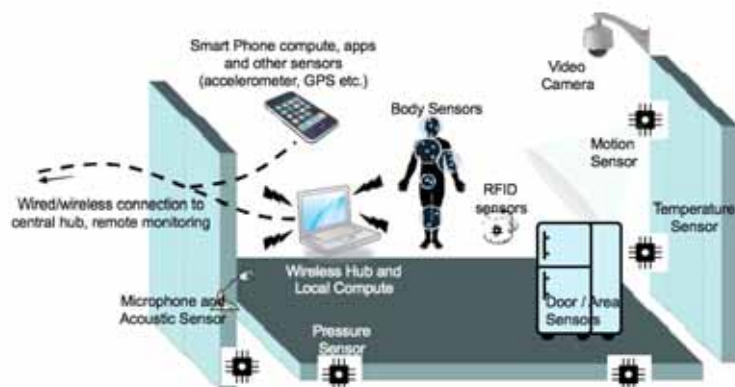 Smart Phone compute, apps
and other sensors
(accelerometer, GPS etc.)
Video
Camera
Body Sensors
Motion
Sensor
Wired/wireless connection to
central hub, remote monitoring
RFID
sensors
Temperature
Sensor
Wireless Hub and
Local Compute
Microphone and
Acoustic Sensor
Door / Area
Sensors
Pressure
Sensor